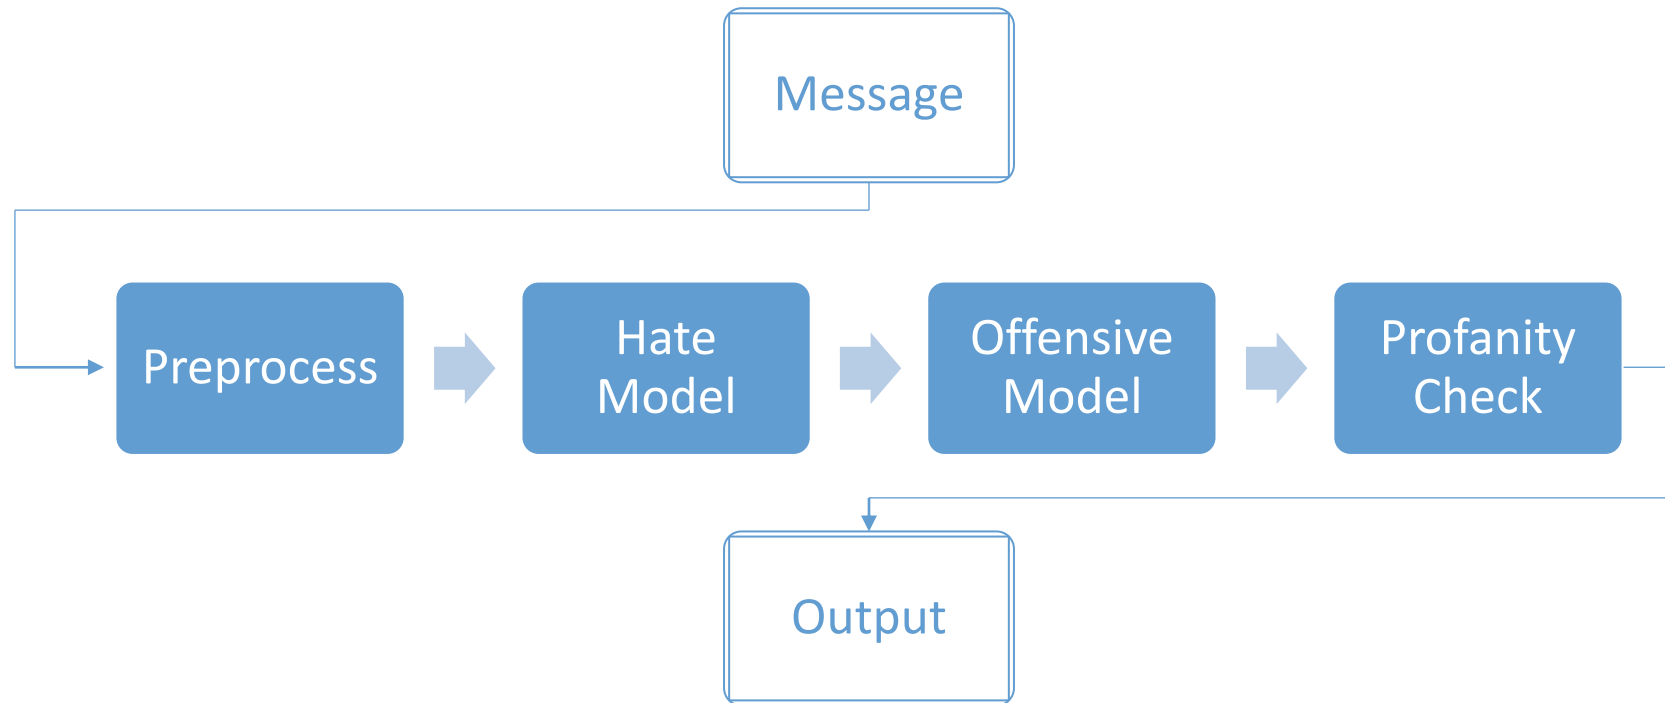 Message
Preprocess
Hate
Model
Offensive
Model
Profanity
Check
Output